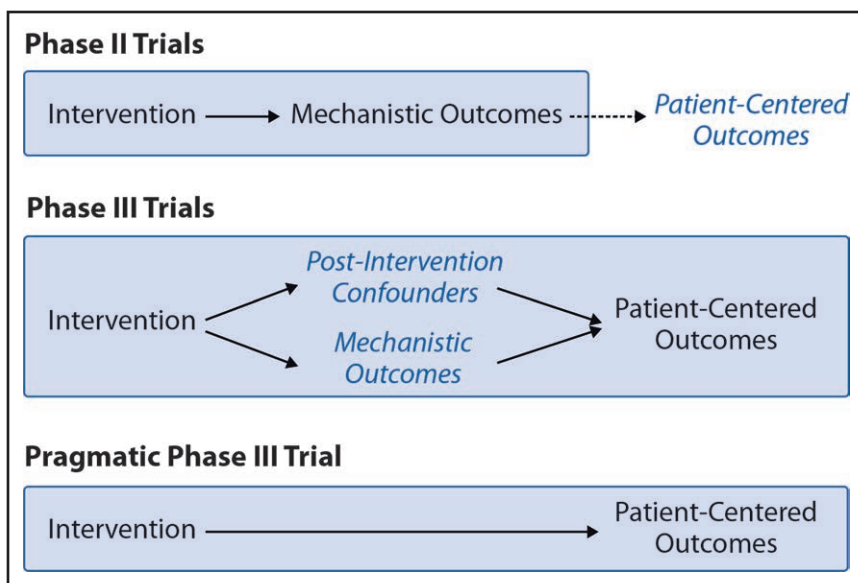 Phase II Trials
Intervention
Mechanistic Outcomes
Patient-Centered
Outcomes
Phase III Trials
Intervention
Post-Intervention
Confounders
Mechanistic
Outcomes
Patient-Centered
Outcomes
Pragmatic Phase III Trial
Intervention
Patient-Centered
Outcomes